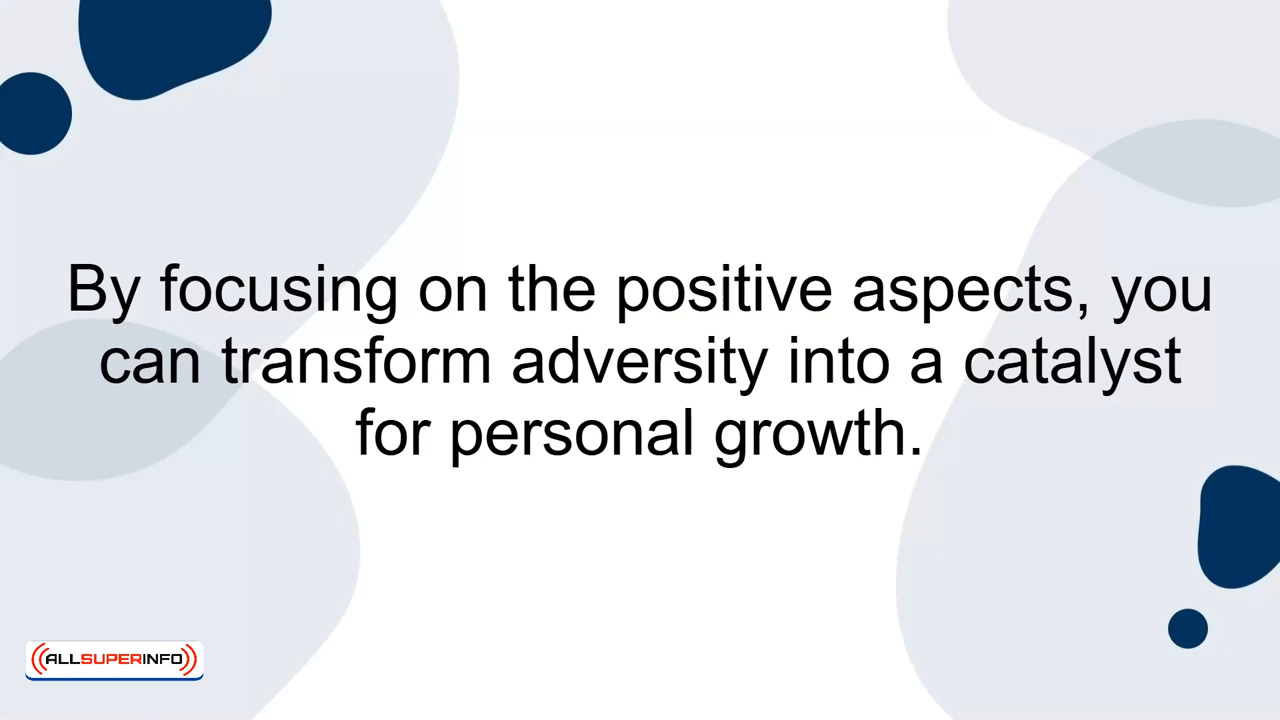 By focusing on the positive aspects, you
can transform adversity into a catalyst
for personal growth.
ALLSUPERINFO